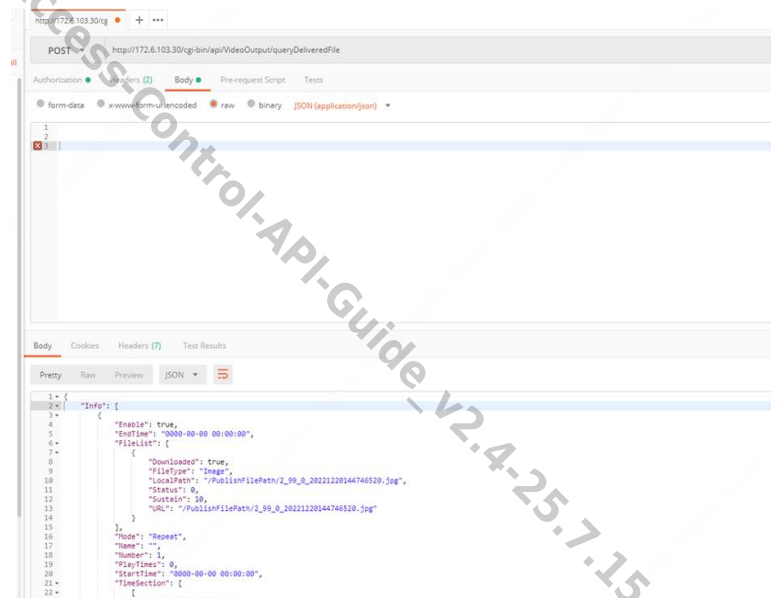 http://172.6.103.30/cg
POST
http://172.6.103.30/cgi-bin/api/VideoOutput/queryDeliveredFile
Authorization
Headers (2)
Body
Pre-request Script
Tests
form-data
x-www-form-urlencoded
raw
binary
JSON (application/json)
1
2
3
Body
Cookies
Headers (7)
Test Results
Pretty
Raw
Preview
JSON
1 {
2 "Info": [
3 {
4 "Enable": true,
5 "EndTime": "0000-00-00 00:00:00",
6 "FileList": [
7 {
8 "Downloaded": true,
9 "FileType": "Image",
10 "LocalPath": "/PublishFilePath/2_99_0_20221220144746520.jpg",
11 "Status": 0,
12 "Sustain": 10,
13 "URL": "/PublishFilePath/2_99_0_20221220144746520.jpg"
14 }
15 ],
16 "Mode": "Repeat",
17 "Name": "",
18 "Number": 1,
19 "PlayTimes": 0,
20 "StartTime": "0000-00-00 00:00:00",
21 "TimeSection": [
22 [
ccess-Control-API-Guide_v2.4-25.7.15